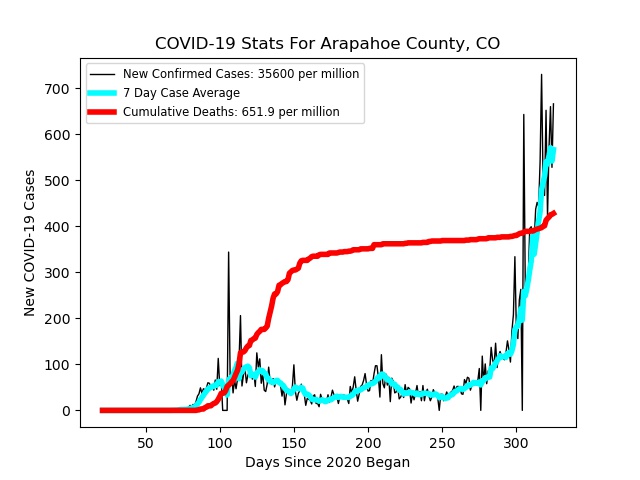 COVID-19 Stats For Arapahoe County, CO
New Confirmed Cases: 35600 per million
7 Day Case Average
Cumulative Deaths: 651.9 per million
New COVID-19 Cases
700
600
500
400
300
200
100
0
50 100 150 200 250 300
Days Since 2020 Began